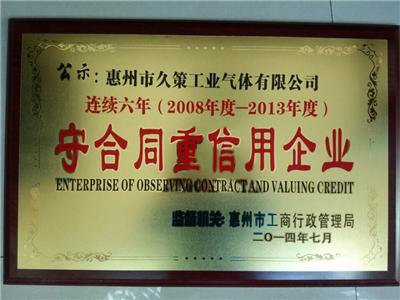 公示：惠州市久策工业气体有限公司
连续六年（2008年度—2013年度）
守合同重信用企业
ENTERPRISE OF OBSERVING CONTRACT AND VALUING CREDIT
监督机关：惠州市工商行政管理局
二〇一四年七月